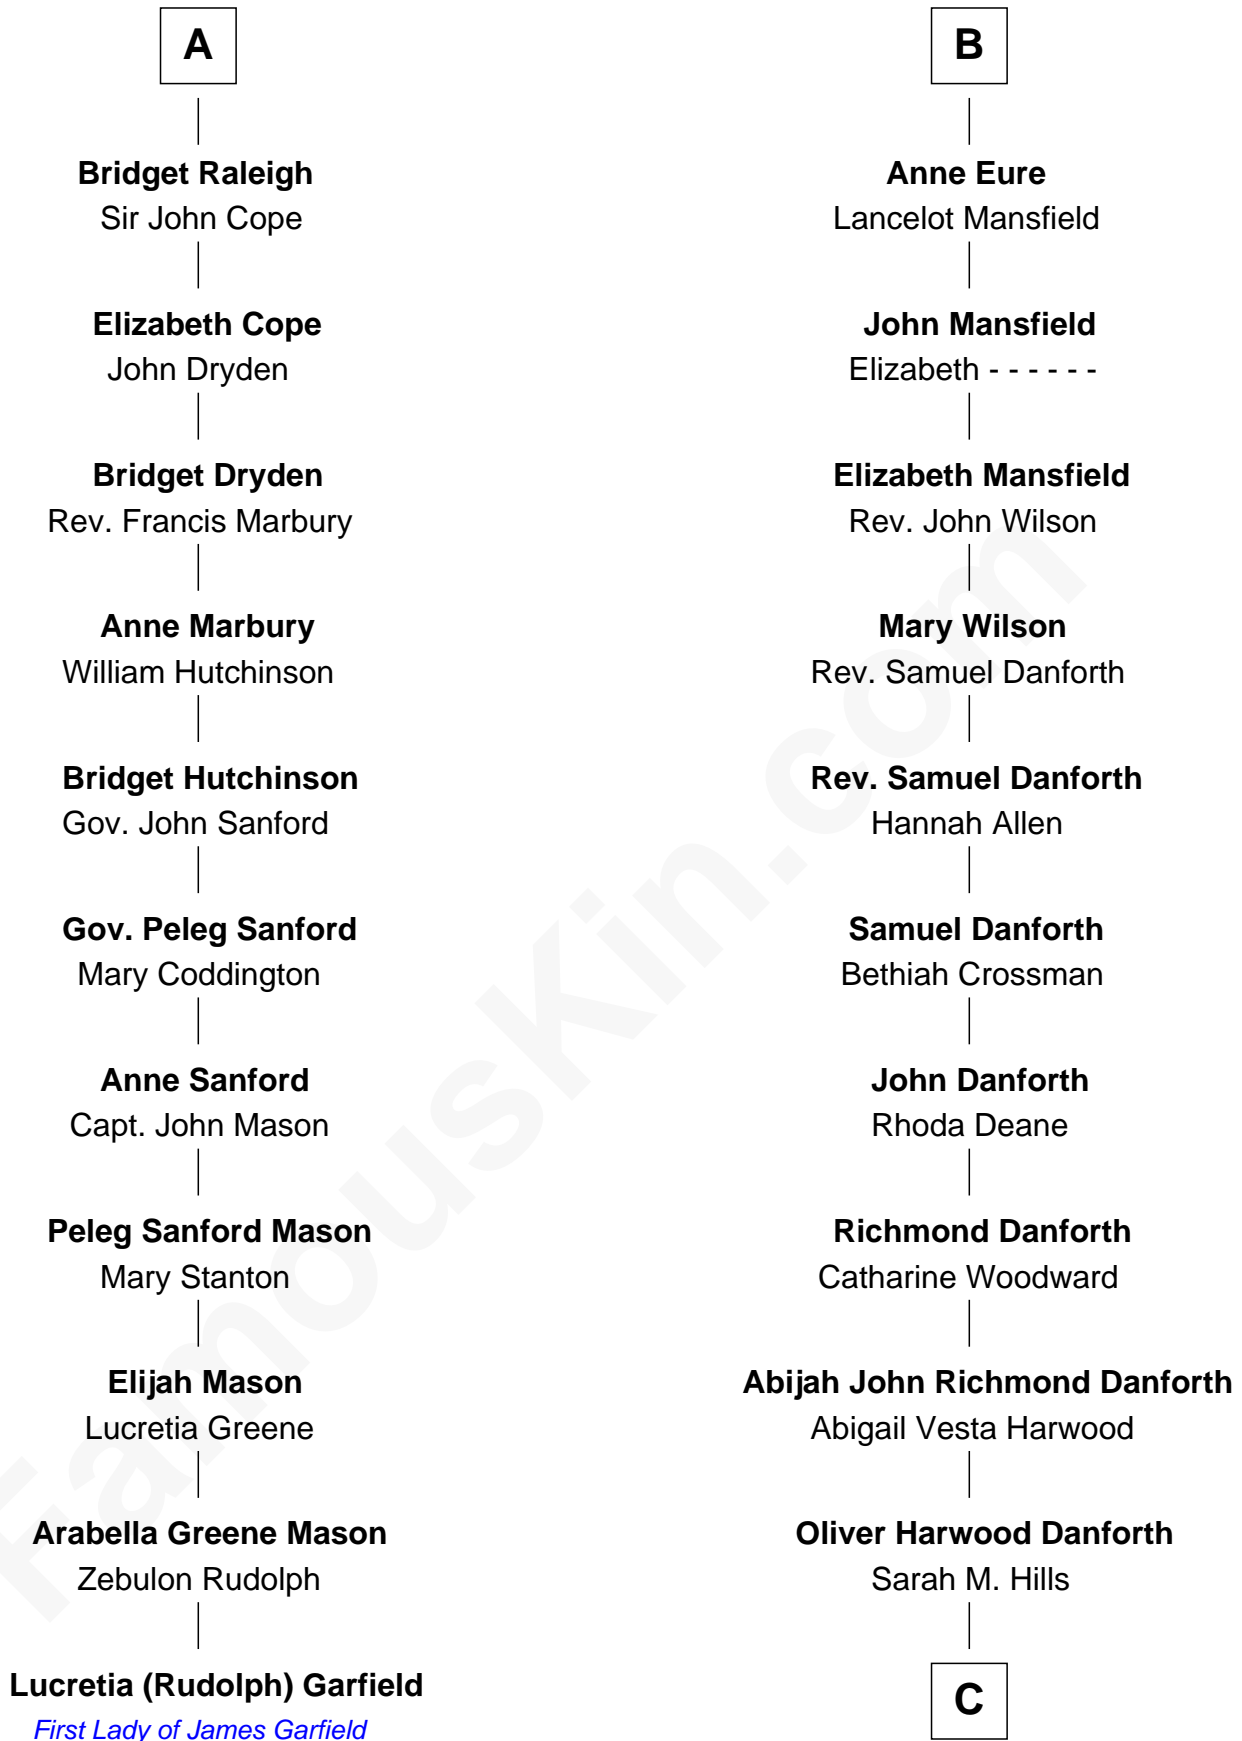 A
Bridget Raleigh
Sir John Cope
Elizabeth Cope
John Dryden
Bridget Dryden
Rev. Francis Marbury
Anne Marbury
William Hutchinson
Bridget Hutchinson
Gov. John Sanford
Gov. Peleg Sanford
Mary Coddington
Anne Sanford
Capt. John Mason
Peleg Sanford Mason
Mary Stanton
Elijah Mason
Lucretia Greene
Arabella Greene Mason
Zebulon Rudolph
Lucretia (Rudolph) Garfield
First Lady of James Garfield
B
Anne Eure
Lancelot Mansfield
John Mansfield
Elizabeth - - - - - -
Elizabeth Mansfield
Rev. John Wilson
Mary Wilson
Rev. Samuel Danforth
Rev. Samuel Danforth
Hannah Allen
Samuel Danforth
Bethiah Crossman
John Danforth
Rhoda Deane
Richmond Danforth
Catharine Woodward
Abijah John Richmond Danforth
Abigail Vesta Harwood
Oliver Harwood Danforth
Sarah M. Hills
C
FamousKin.com